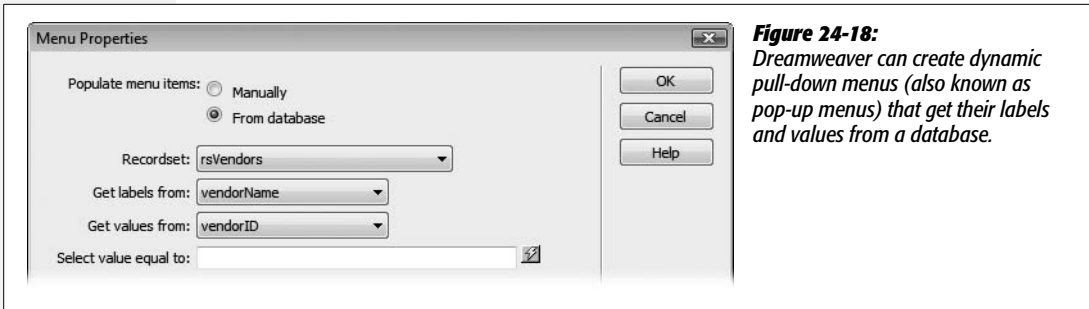 Menu Properties
Populate menu items:
Manually
From database
Recordset: rsVendors
Get labels from: vendorName
Get values from: vendorID
Select value equal to:
OK
Cancel
Help
Figure 24-18:
Dreamweaver can create dynamic
pull-down menus (also known as
pop-up menus) that get their labels
and values from a database.